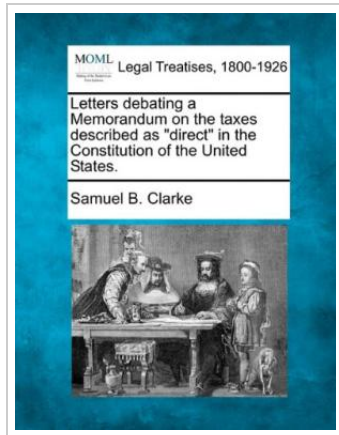 MOML
Legal Treatises, 1800-1926
Letters debating a
Memorandum on the taxes
described as "direct" in the
Constitution of the United
States.
Samuel B. Clarke